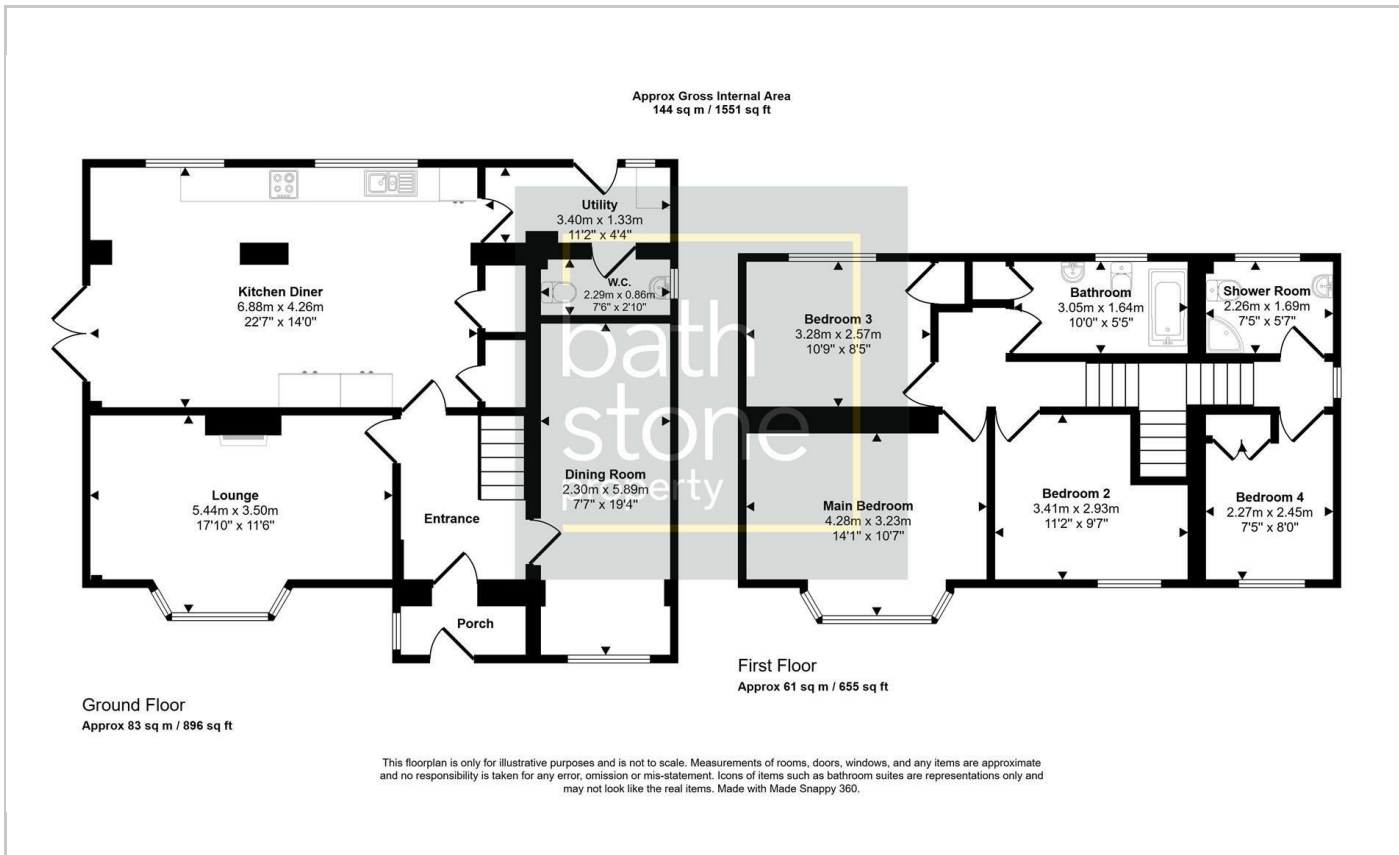 Approx Gross Internal Area
144 sq m / 1551 sq ft
Utility
3.40m x 1.33m
11'2" x 4'4"
W.C.
2.29m x 0.86m
7'6" x 2'10"
Kitchen Diner
6.88m x 4.26m
22'7" x 14'0"
Lounge
5.44m x 3.50m
17'10" x 11'6"
Entrance
Dining Room
2.30m x 5.89m
7'7" x 19'4"
Porch
Ground Floor
Approx 83 sq m / 896 sq ft
bath
stone
property
Bedroom 3
3.28m x 2.57m
10'9" x 8'5"
Bathroom
3.05m x 1.64m
10'0" x 5'5"
Shower Room
2.26m x 1.69m
7'5" x 5'7"
Main Bedroom
4.28m x 3.23m
14'1" x 10'7"
Bedroom 2
3.41m x 2.93m
11'2" x 9'7"
Bedroom 4
2.27m x 2.45m
7'5" x 8'0"
First Floor
Approx 61 sq m / 655 sq ft
This floorplan is only for illustrative purposes and is not to scale. Measurements of rooms, doors, windows, and any items are approximate
and no responsibility is taken for any error, omission or mis-statement. Icons of items such as bathroom suites are representations only and
may not look like the real items. Made with Made Snappy 360.